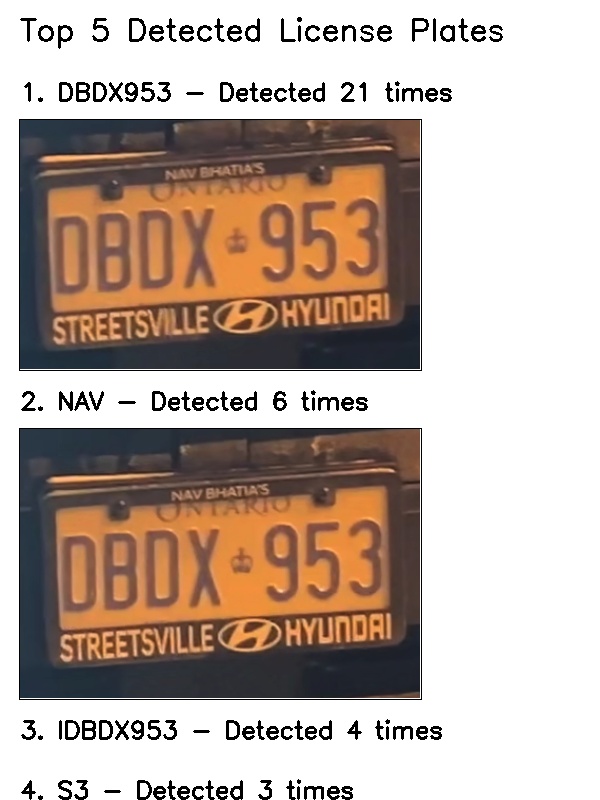 Top 5 Detected License Plates
1. DBDX953 – Detected 21 times
NAV BHATIA'S
ONTARIO
DBDX 953
STREETSVILLE HYUNDAI
2. NAV – Detected 6 times
NAV BHATIA'S
ONTARIO
DBDX 953
STREETSVILLE HYUNDAI
3. IDBDX953 – Detected 4 times
4. S3 – Detected 3 times